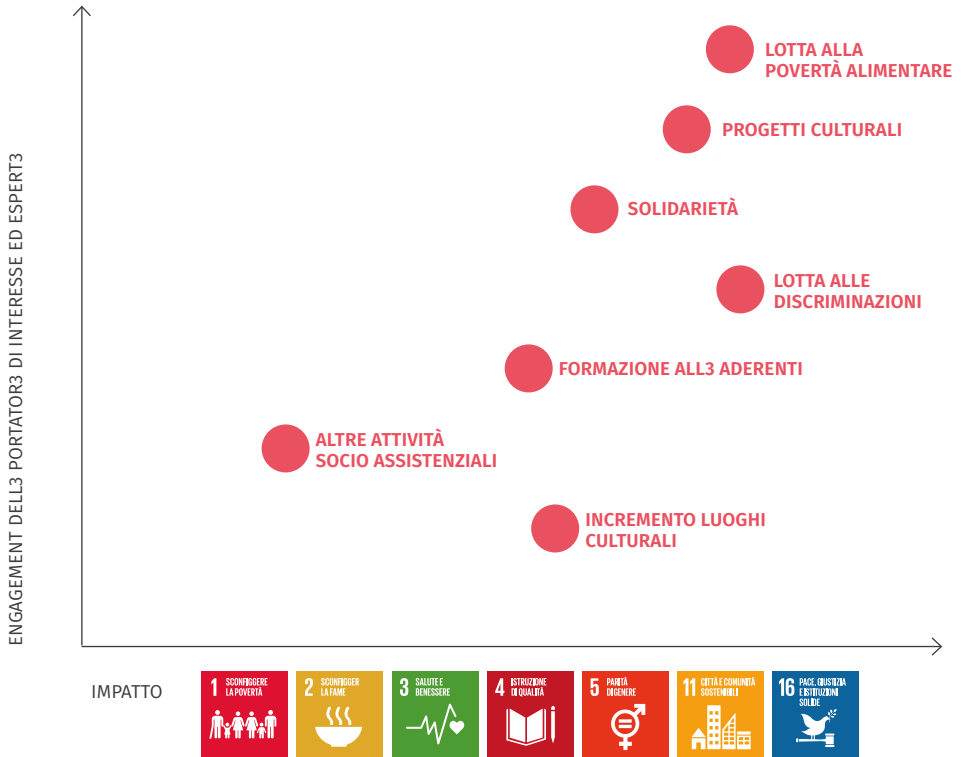 ENGAGEMENT DELL3 PORTATOR3 DI INTERESSE ED ESPERT3
LOTTA ALLA
POVERTÀ ALIMENTARE
PROGETTI CULTURALI
SOLIDARIETÀ
LOTTA ALLE
DISCRIMINAZIONI
FORMAZIONE ALL3 ADERENTI
ALTRE ATTIVITÀ
SOCIO ASSISTENZIALI
INCREMENTO LUOGHI
CULTURALI
IMPATTO
1 SCONFIGGERE
LA POVERTÀ
2 SCONFIGGER
LA FAME
3 SALUTE E
BENESSERE
4 ISTRUZIONE
DI QUALITÀ
5 PARITÀ
DI GENERE
11 CITTÀ E COMUNITÀ
SOSTENIBILI
16 PACE, GIUSTIZIA
E ISTITUZIONI
SOLIDE